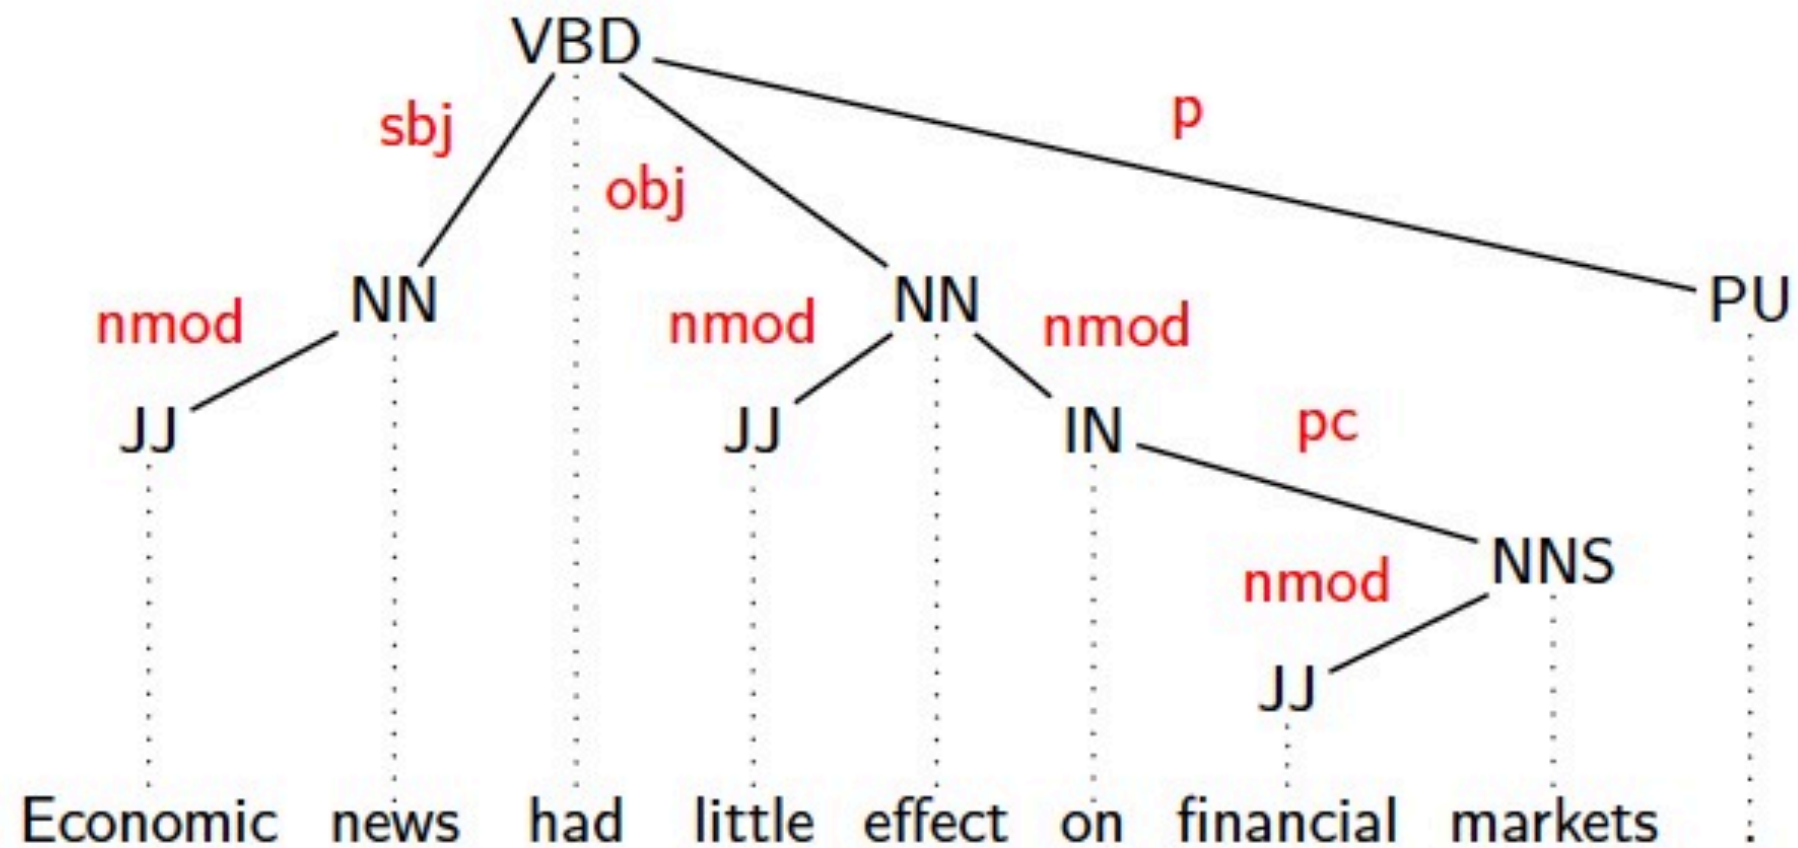 VBD
sbj
p
obj
NN
NN
PU
nmod
nmod
nmod
JJ
JJ
IN
pc
NNS
nmod
JJ
Economic news had little effect on financial markets .